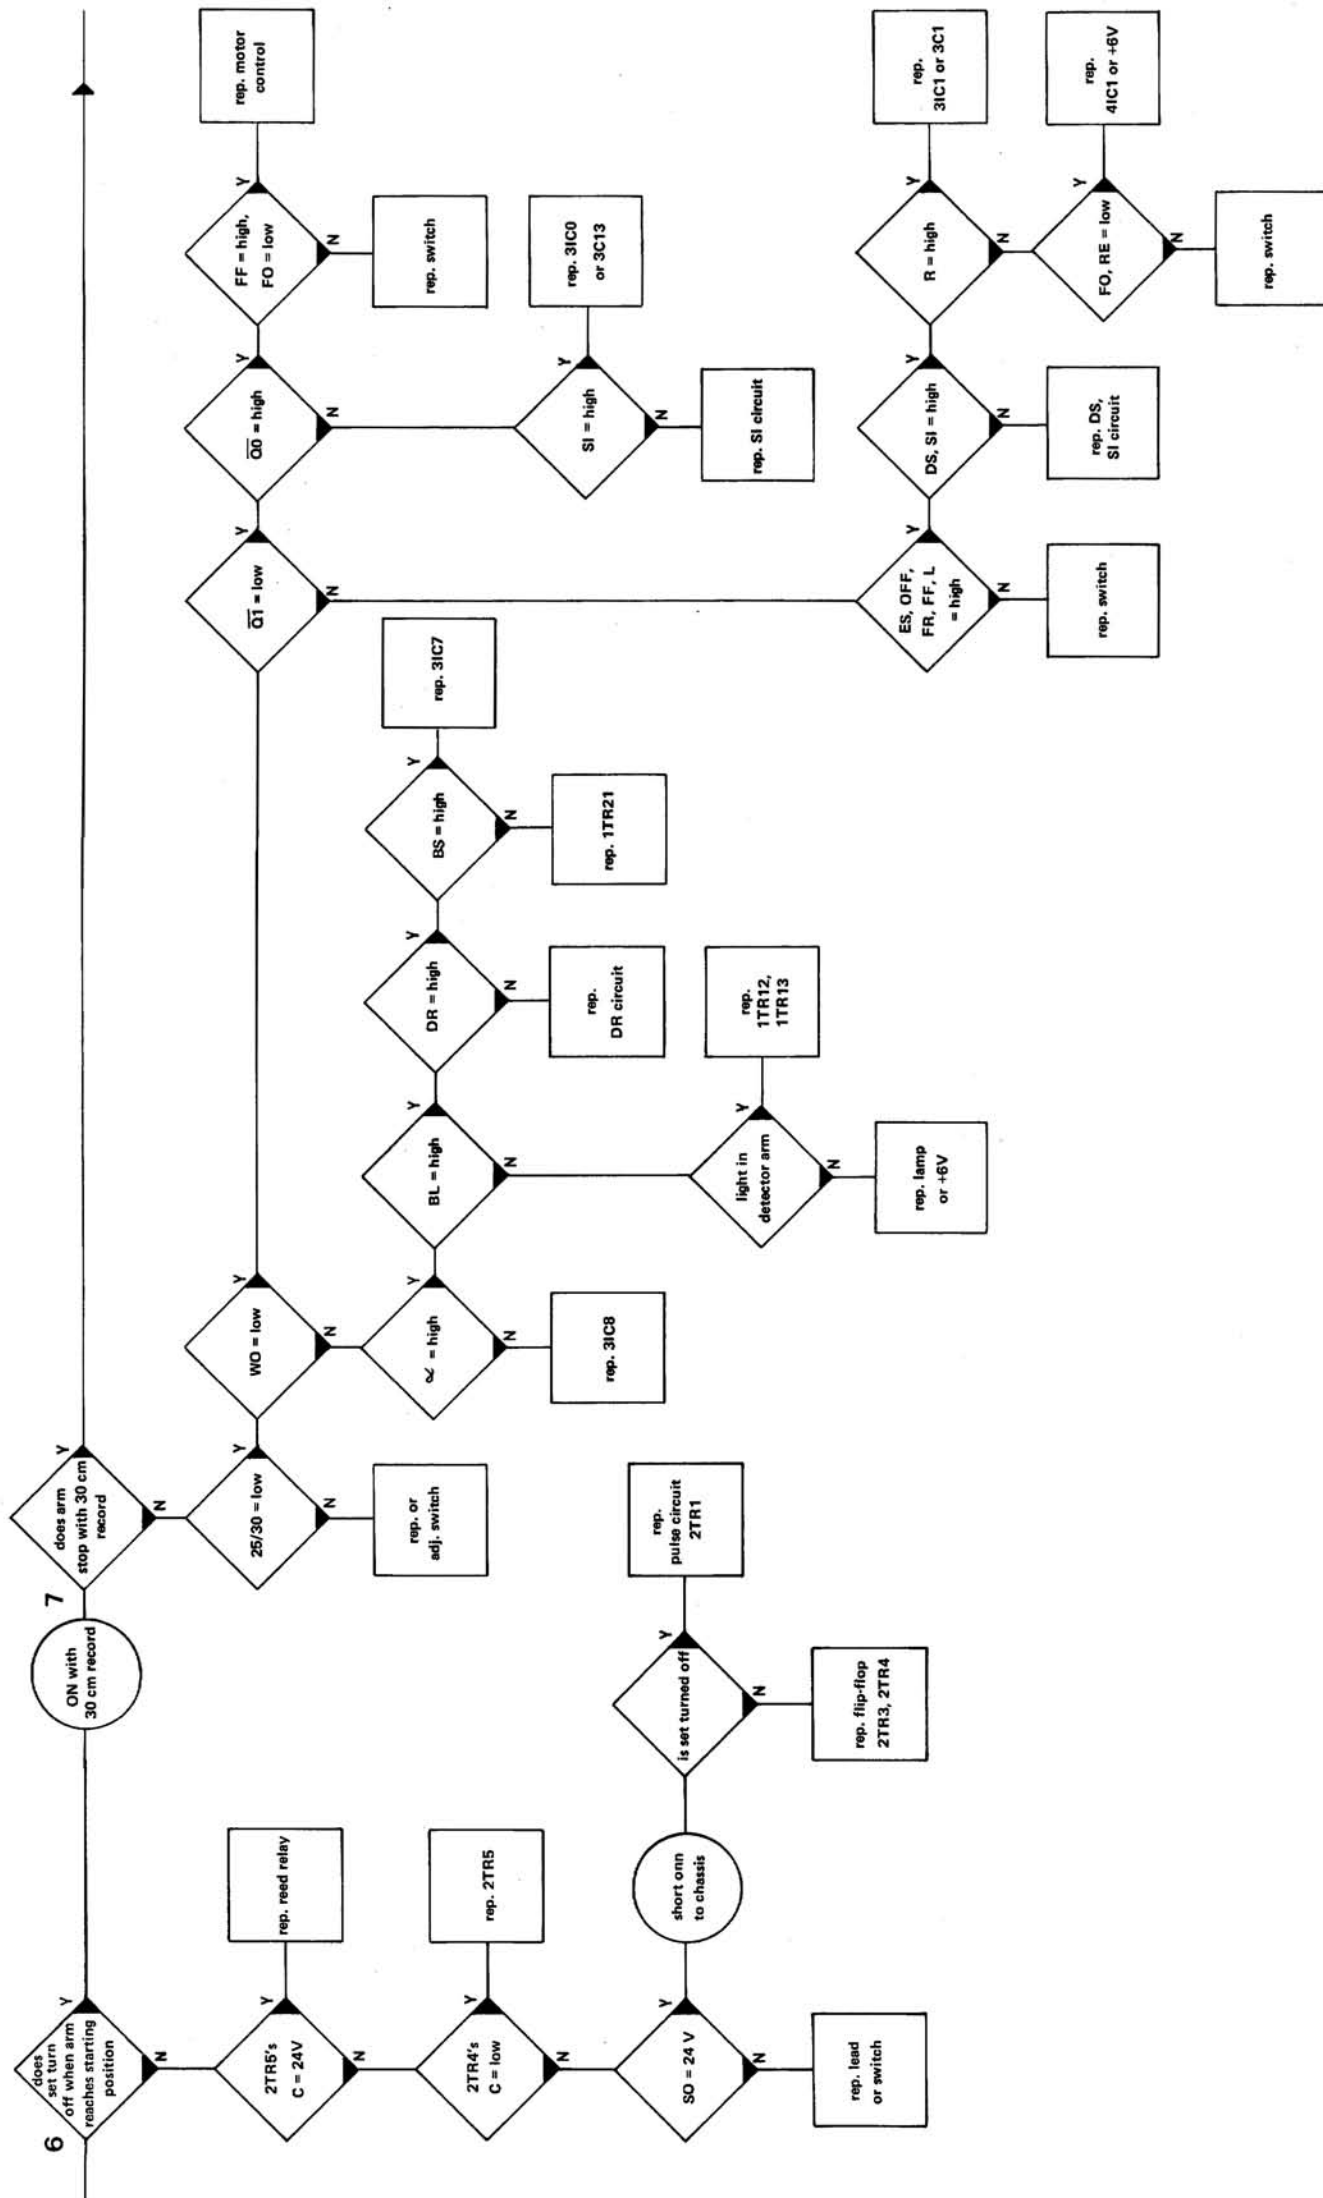 6
does
set turn
off when arm
reaches starting
position
Y
N
2TR5's
C = 24V
Y
N
rep. reed relay
2TR4's
C = low
Y
N
rep. 2TR5
SO = 24 V
Y
N
rep. lead
or switch
short onn
to chassis
is set turned off
Y
N
rep.
pulse circuit
2TR1
rep. flip-flop
2TR3, 2TR4
ON with
30 cm record
7
does arm
stop with 30 cm
record
Y
N
25/30 = low
Y
N
rep. or
adj. switch
WO = low
Y
N
∝ = high
Y
N
rep. 3IC8
BL = high
Y
N
light in
detector arm
Y
N
rep. lamp
or +6V
rep.
1TR12,
1TR13
DR = high
Y
N
rep.
DR circuit
BS = high
Y
N
rep. 1TR21
rep. 3IC7
Q1 = low
Y
N
Q0 = high
Y
N
FF = high,
FO = low
Y
N
rep. motor
control
rep. switch
SI = high
Y
N
rep. 3IC0
or 3C13
rep. SI circuit
ES, OFF,
FR, FF, L
= high
Y
N
rep. switch
DS, SI = high
Y
N
rep. DS,
SI circuit
R = high
Y
N
rep.
3IC1 or 3C1
FO, RE = low
Y
N
rep.
4IC1 or +6V
rep. switch